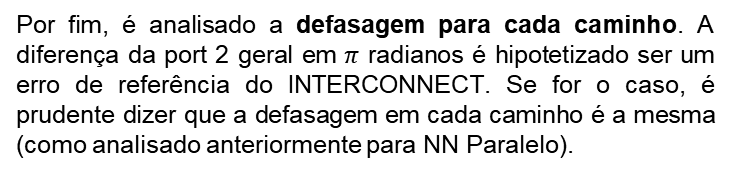 Por fim, é analisado a defasagem para cada caminho. A
diferença da port 2 geral em π radianos é hipotetizado ser um
erro de referência do INTERCONNECT. Se for o caso, é
prudente dizer que a defasagem em cada caminho é a mesma
(como analisado anteriormente para NN Paralelo).